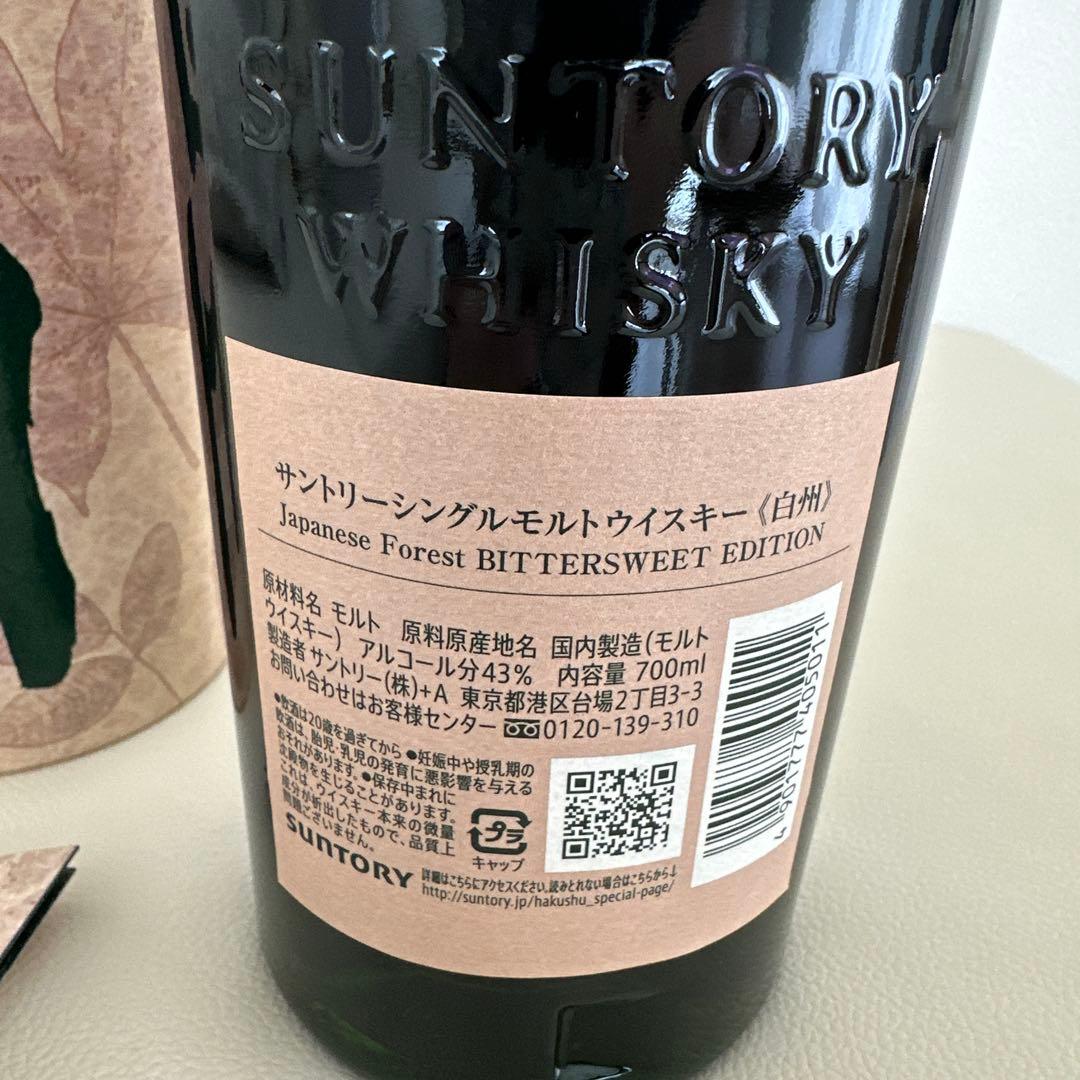 SUNTORY
WHISKY
サントリーシングルモルトウイスキー《白州》
Japanese Forest BITTERSWEET EDITION
原材料名 モルト 原料原産地名 国内製造(モルト
ウイスキー) アルコール分43% 内容量 700ml
製造者 サントリー(株)+A 東京都港区台場2丁目3-3
お問い合わせはお客様センター 0120-139-310
●飲酒は20歳を過ぎてから ●妊娠中や授乳期の
飲酒は、胎児・乳児の発育に悪影響を与える
おそれがあります。●保存中まれに
沈殿物を生じることがあります。
これは、ウイスキー本来の微量
成分が析出したもので、品質上
問題ございません。
プラ
キャップ
SUNTORY
詳細はこちらにアクセスください。読みとれない場合はこちらから↓
http://suntory.jp/hakushu_special-page/
4 901777 405011